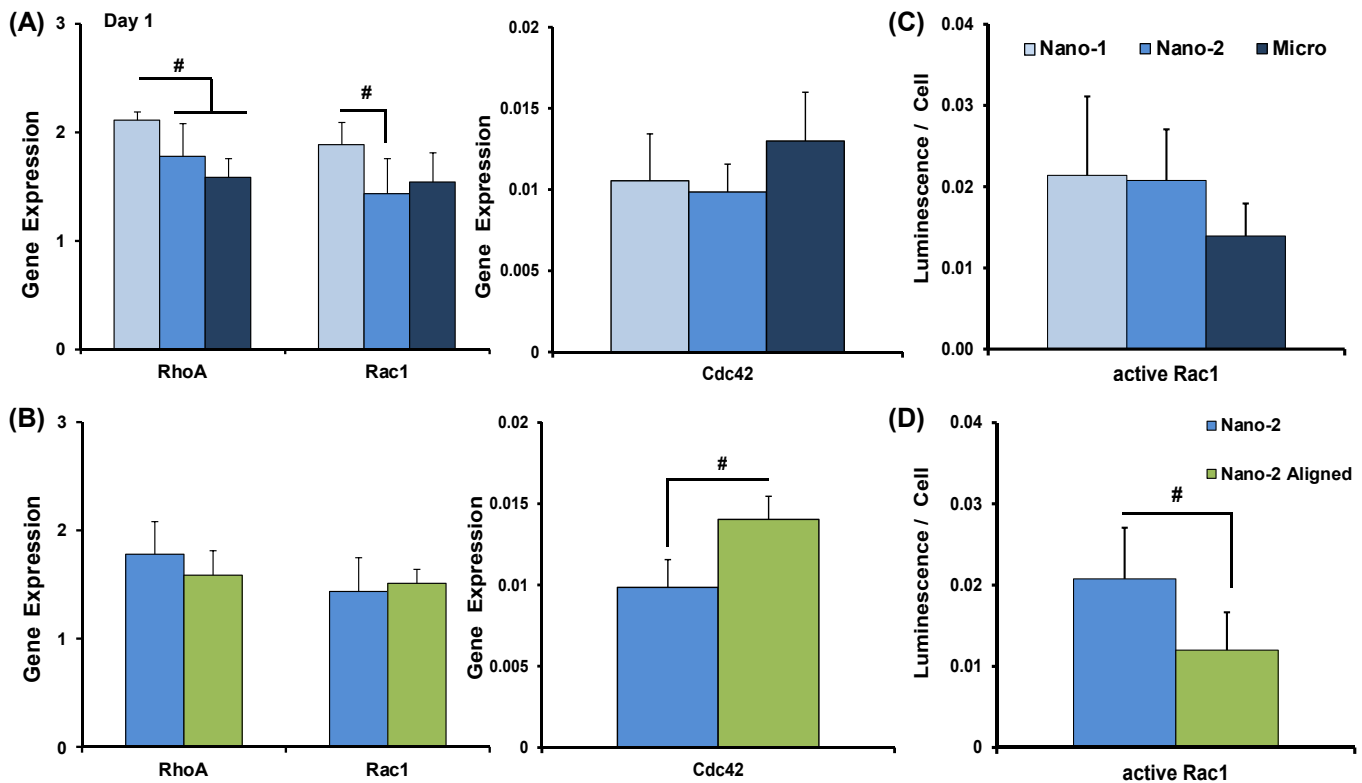 (A)
Day 1
Gene Expression
3
2
1
0
#
#
RhoA
Rac1
Gene Expression
0.02
0.015
0.01
0.005
0
Cdc42
(C)
Luminescence / Cell
0.04
0.03
0.02
0.01
0.00
Nano-1 Nano-2 Micro
active Rac1
(B)
Gene Expression
3
2
1
0
RhoA
Rac1
Gene Expression
0.02
0.015
0.01
0.005
0
#
Cdc42
(D)
Luminescence / Cell
0.04
0.03
0.02
0.01
0
Nano-2
Nano-2 Aligned
#
active Rac1